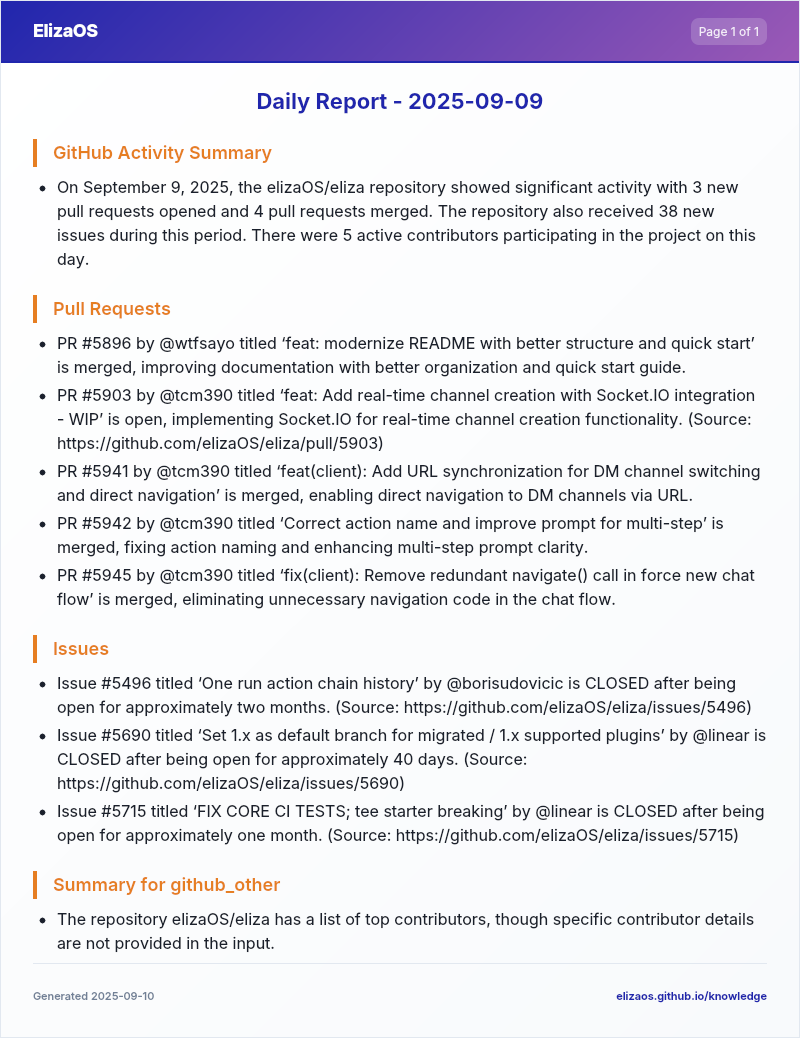 ElizaOS
Page 1 of 1
Daily Report - 2025-09-09
GitHub Activity Summary
• On September 9, 2025, the elizaOS/eliza repository showed significant activity with 3 new
pull requests opened and 4 pull requests merged. The repository also received 38 new
issues during this period. There were 5 active contributors participating in the project on this
day.
Pull Requests
• PR #5896 by @wtfsayo titled ‘feat: modernize README with better structure and quick start’
is merged, improving documentation with better organization and quick start guide.
• PR #5903 by @tcm390 titled ‘feat: Add real-time channel creation with Socket.IO integration
- WIP’ is open, implementing Socket.IO for real-time channel creation functionality. (Source:
https://github.com/elizaOS/eliza/pull/5903)
• PR #5941 by @tcm390 titled ‘feat(client): Add URL synchronization for DM channel switching
and direct navigation’ is merged, enabling direct navigation to DM channels via URL.
• PR #5942 by @tcm390 titled ‘Correct action name and improve prompt for multi-step’ is
merged, fixing action naming and enhancing multi-step prompt clarity.
• PR #5945 by @tcm390 titled ‘fix(client): Remove redundant navigate() call in force new chat
flow’ is merged, eliminating unnecessary navigation code in the chat flow.
Issues
• Issue #5496 titled ‘One run action chain history’ by @borisudovicic is CLOSED after being
open for approximately two months. (Source: https://github.com/elizaOS/eliza/issues/5496)
• Issue #5690 titled ‘Set 1.x as default branch for migrated / 1.x supported plugins’ by @linear is
CLOSED after being open for approximately 40 days. (Source:
https://github.com/elizaOS/eliza/issues/5690)
• Issue #5715 titled ‘FIX CORE CI TESTS; tee starter breaking’ by @linear is CLOSED after being
open for approximately one month. (Source: https://github.com/elizaOS/eliza/issues/5715)
Summary for github_other
• The repository elizaOS/eliza has a list of top contributors, though specific contributor details
are not provided in the input.
Generated 2025-09-10
elizaos.github.io/knowledge